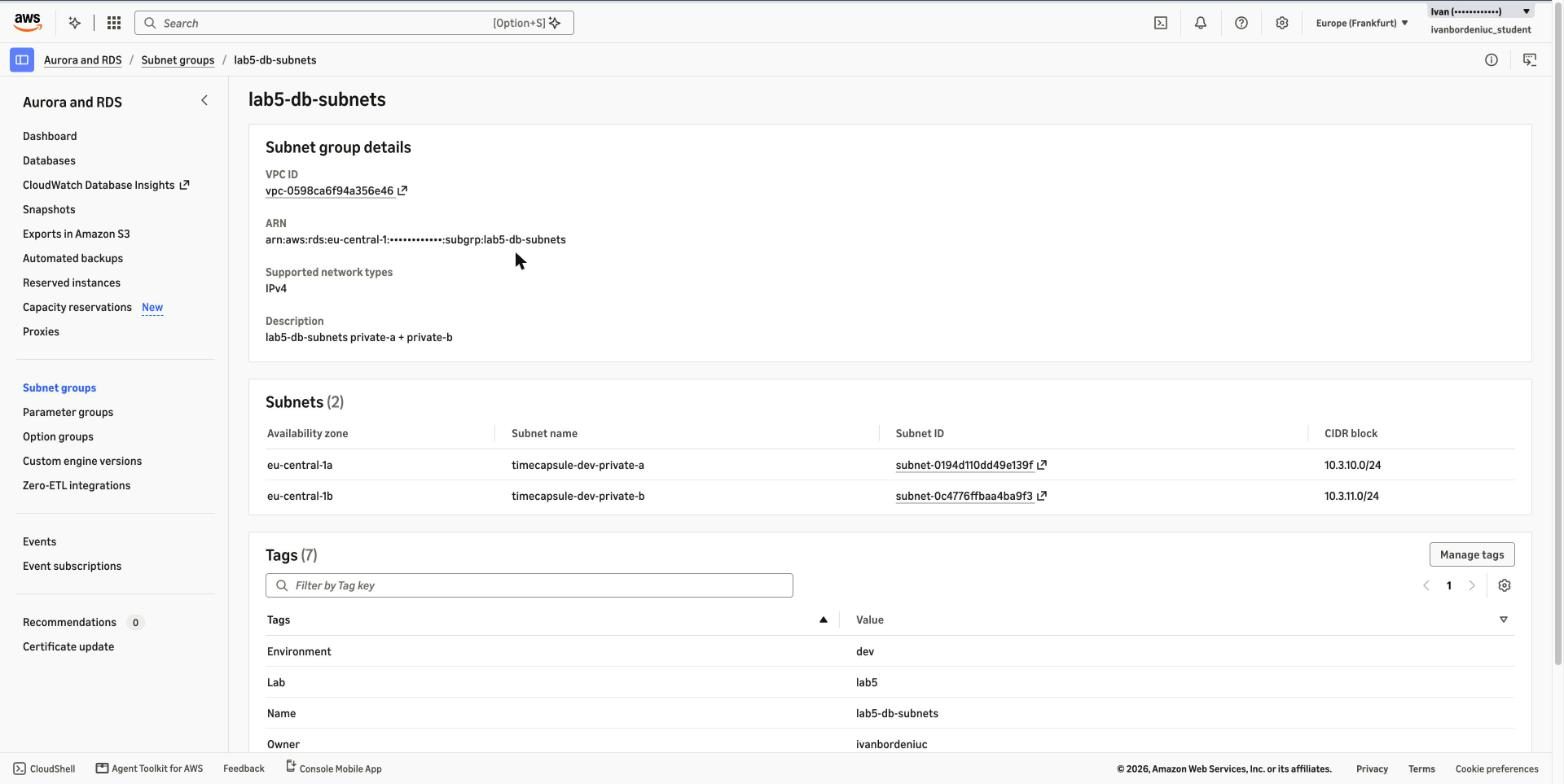 aws
Search [Option+S]
Europe (Frankfurt)
Ivan (••••••••••••)
ivanbordeniuc_student
Aurora and RDS / Subnet groups / lab5-db-subnets
Aurora and RDS
Dashboard
Databases
CloudWatch Database Insights
Snapshots
Exports in Amazon S3
Automated backups
Reserved instances
Capacity reservations New
Proxies
Subnet groups
Parameter groups
Option groups
Custom engine versions
Zero-ETL integrations
Events
Event subscriptions
Recommendations 0
Certificate update
lab5-db-subnets
Subnet group details
VPC ID
vpc-0598ca6f94a356e46
ARN
arn:aws:rds:eu-central-1:••••••••••••:subgrp:lab5-db-subnets
Supported network types
IPv4
Description
lab5-db-subnets private-a + private-b
Subnets (2)
Availability zone Subnet name Subnet ID CIDR block
eu-central-1a timecapsule-dev-private-a subnet-0194d110dd49e139f 10.3.10.0/24
eu-central-1b timecapsule-dev-private-b subnet-0c4776ffbaa4ba9f3 10.3.11.0/24
Tags (7)
Manage tags
Filter by Tag key
1
Tags Value
Environment dev
Lab lab5
Name lab5-db-subnets
Owner ivanbordeniuc
CloudShell Agent Toolkit for AWS Feedback Console Mobile App
© 2026, Amazon Web Services, Inc. or its affiliates. Privacy Terms Cookie preferences